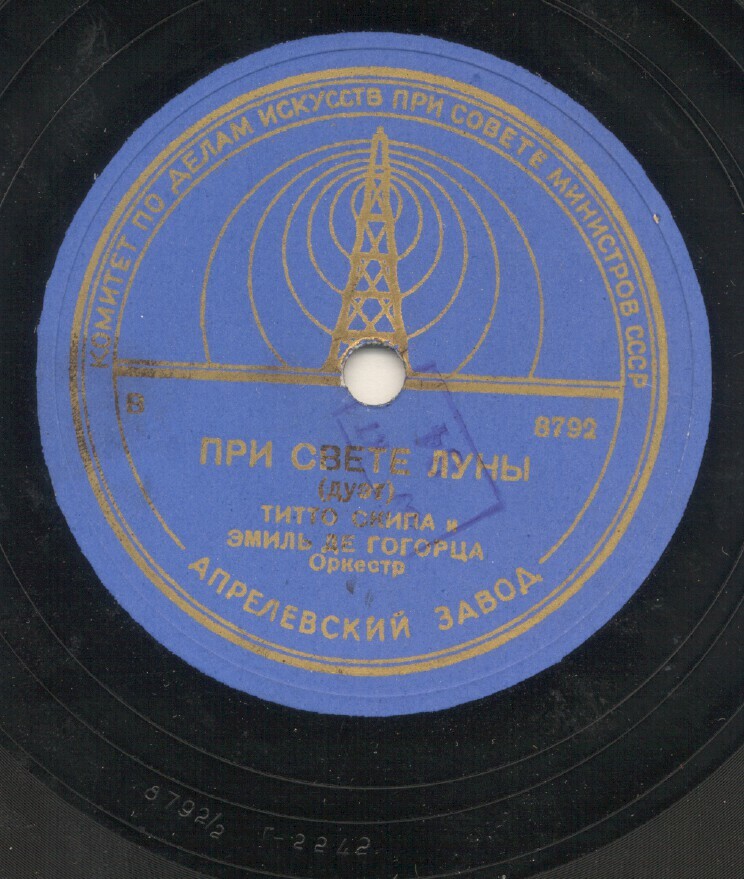 КОМИТЕТ ПО ДЕЛАМ ИСКУССТВ ПРИ СОВЕТЕ МИНИСТРОВ СССР
В
8792
ПРИ СВЕТЕ ЛУНЫ
(ДУЭТ)
ТИТТО СКИПА и
ЭМИЛЬ ДЕ ГОГОРЦА
Оркестр
АПРЕЛЕВСКИЙ ЗАВОД
8792/2 Г-2242